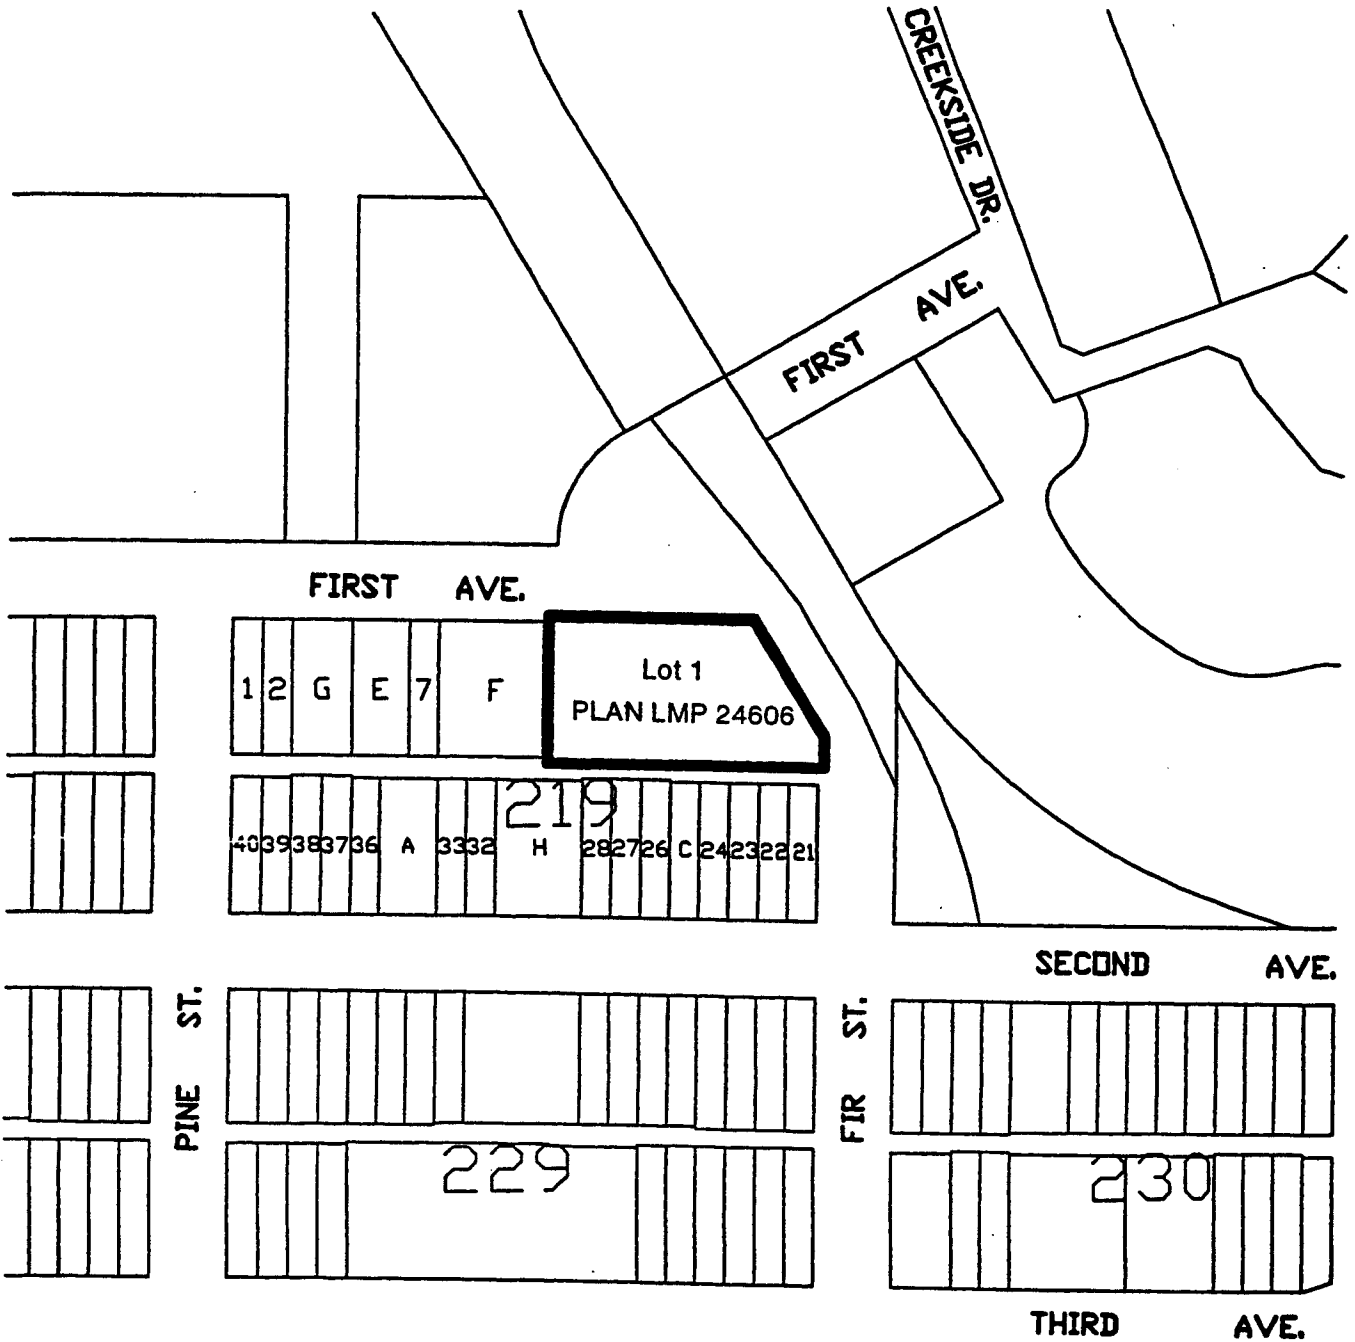 CREEKSIDE DR.
FIRST AVE.
FIRST AVE.
1 2 G E 7 F
Lot 1
PLAN LMP 24606
219
40 39 38 37 36 A 33 32 H 28 27 26 C 24 23 22 21
SECOND AVE.
PINE ST.
FIR ST.
229
230
THIRD AVE.